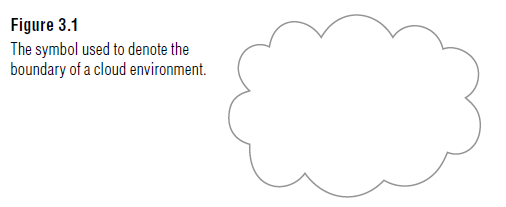 Figure 3.1
The symbol used to denote the
boundary of a cloud environment.